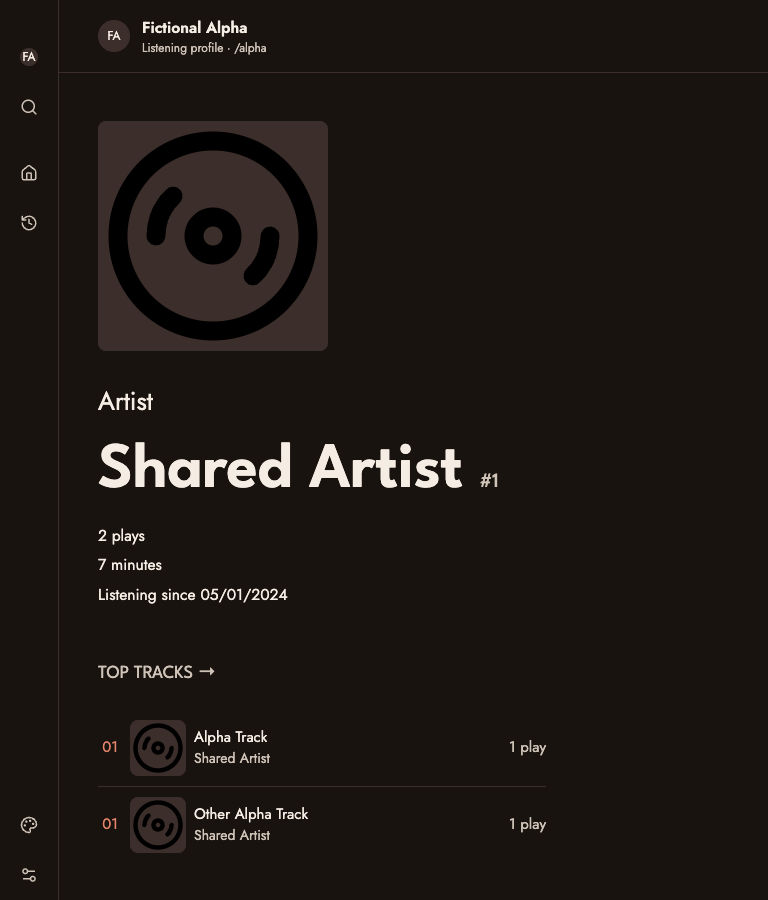 FA
FA
Fictional Alpha
Listening profile · /alpha
Artist
Shared Artist #1
2 plays
7 minutes
Listening since 05/01/2024
TOP TRACKS →
01
Alpha Track
Shared Artist
1 play
01
Other Alpha Track
Shared Artist
1 play